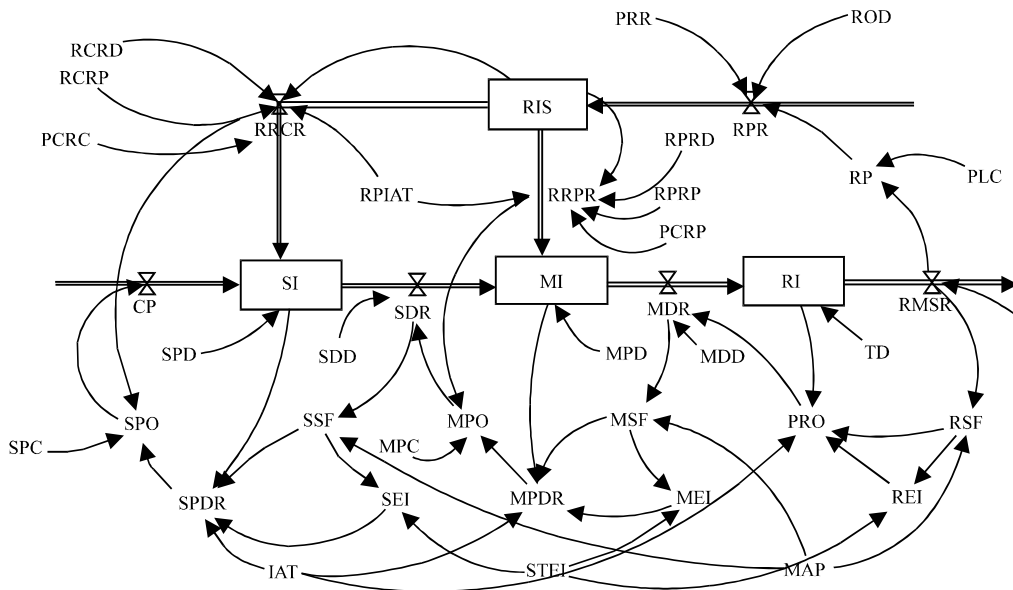 PRR
ROD
RCRD
RCRP
RIS
RRCR
RPR
PCRC
RPRD
RP
PLC
RPIAT
RRPR
RPRP
PCRP
SI
MI
RI
CP
SDR
MDR
RMSR
SPD
SDD
MPD
MDD
TD
SPO
SSF
MPO
MSF
PRO
RSF
SPC
MPC
SPDR
SEI
MPDR
MEI
REI
IAT
STEI
MAP